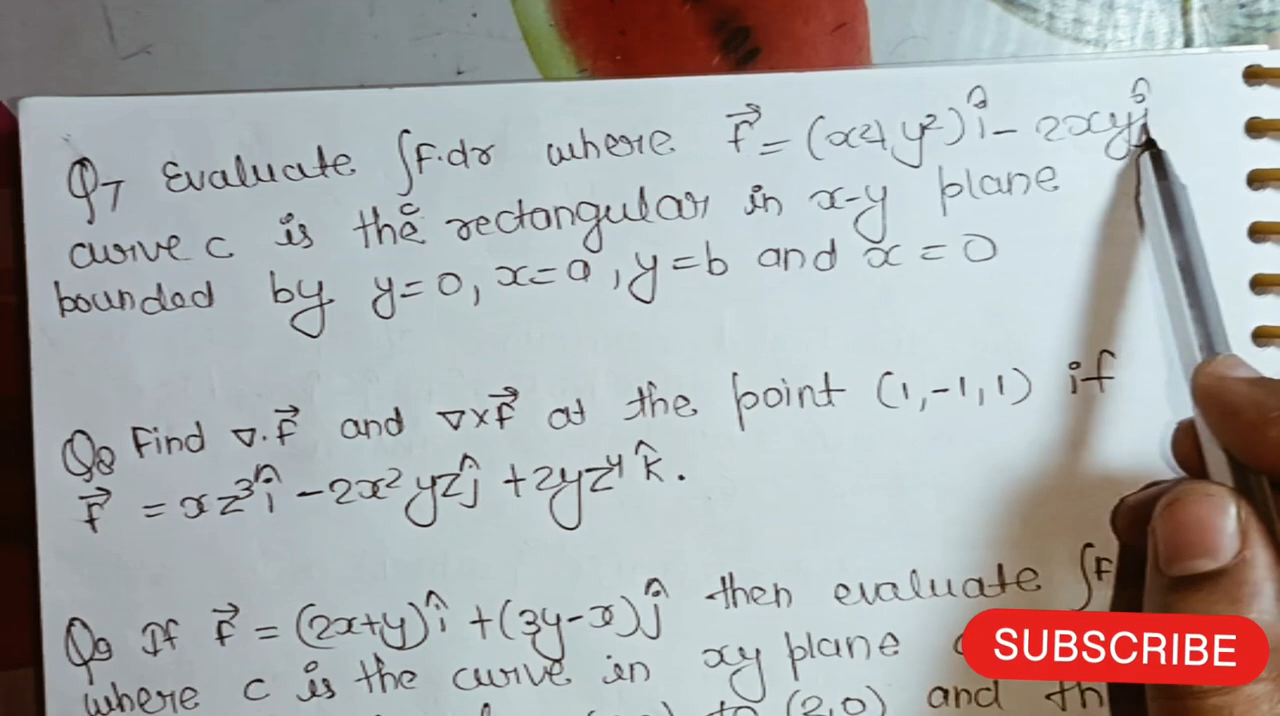 Q7 Evaluate ∫F.dr where F⃗ = (x²+y²)î - 2xyĵ
c
curve c is the rectangular in x-y plane
bounded by y=0, x=a, y=b and x=0
Q8 Find ∇.F⃗ and ∇×F⃗ at the point (1,-1,1) if
F⃗ = xz³î - 2x²yzĵ + 2yz⁴k̂.
Q9 If F⃗ = (2x+y)î + (3y-x)ĵ then evaluate ∫F
where c is the curve in xy plane
SUBSCRIBE
to (2,0) and th